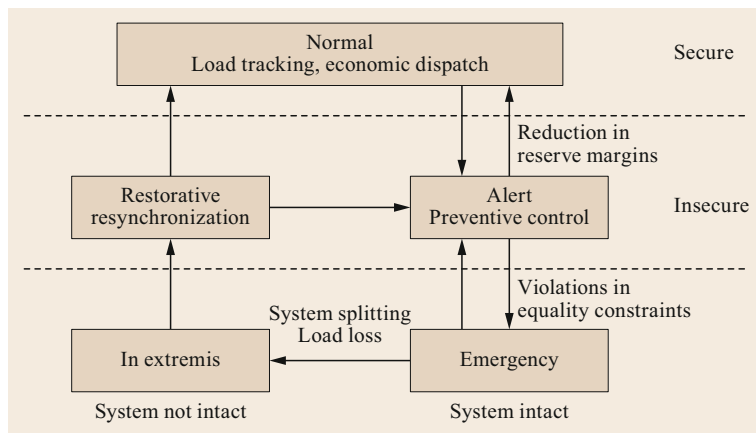 Normal
Load tracking, economic dispatch
Secure
Reduction in
reserve margins
Restorative
resynchronization
Alert
Preventive control
Insecure
Violations in
equality constraints
System splitting
Load loss
In extremis
Emergency
System not intact
System intact